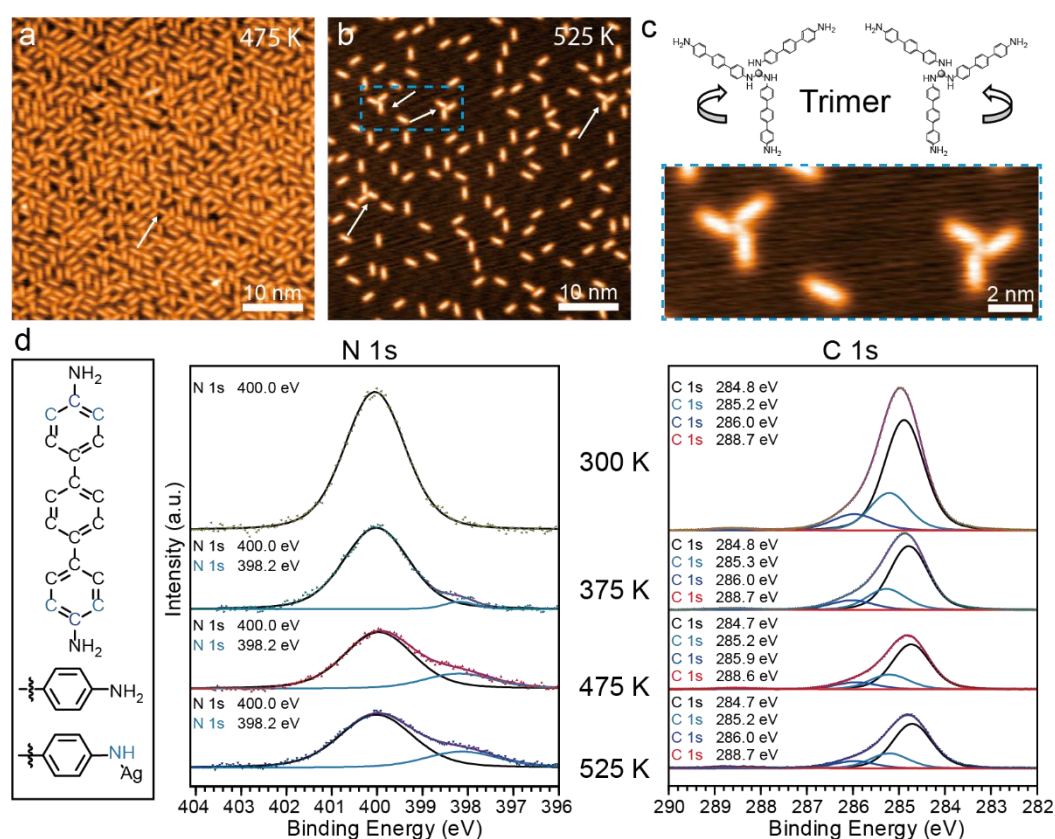 a
475 K
10 nm
b
525 K
10 nm
c
H₂N
NH₂
HN
NH
N
H
NH₂
Trimer
H₂N
NH₂
HN
NH
N
H
NH₂
2 nm
d
NH₂
C
C C
C C
C
C
C C
C C
C
C
C C
C C
C
NH₂
NH₂
NH
Ag
N 1s
Intensity (a.u.)
N 1s 400.0 eV
N 1s 400.0 eV
N 1s 398.2 eV
N 1s 400.0 eV
N 1s 398.2 eV
N 1s 400.0 eV
N 1s 398.2 eV
404 403 402 401 400 399 398 397 396
Binding Energy (eV)
300 K
375 K
475 K
525 K
C 1s
C 1s 284.8 eV
C 1s 285.2 eV
C 1s 286.0 eV
C 1s 288.7 eV
C 1s 284.8 eV
C 1s 285.3 eV
C 1s 286.0 eV
C 1s 288.7 eV
C 1s 284.7 eV
C 1s 285.2 eV
C 1s 285.9 eV
C 1s 288.6 eV
C 1s 284.7 eV
C 1s 285.2 eV
C 1s 286.0 eV
C 1s 288.7 eV
290 289 288 287 286 285 284 283 282
Binding Energy (eV)